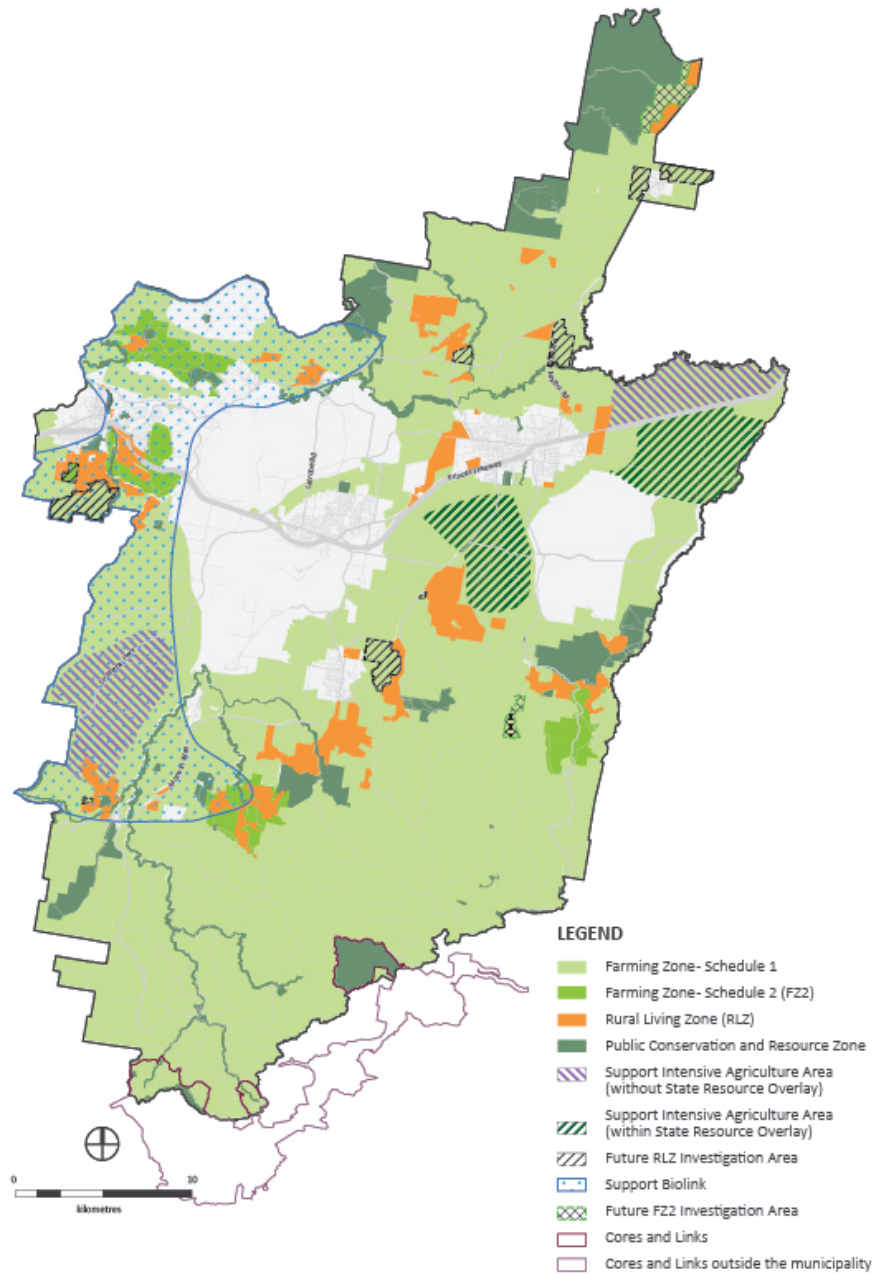 LEGEND
Farming Zone- Schedule 1
Farming Zone- Schedule 2 (FZ2)
Rural Living Zone (RLZ)
Public Conservation and Resource Zone
Support Intensive Agriculture Area
(without State Resource Overlay)
Support Intensive Agriculture Area
(within State Resource Overlay)
Future RLZ Investigation Area
Support Biolink
Future FZ2 Investigation Area
Cores and Links
Cores and Links outside the municipality
0 10
kilometres